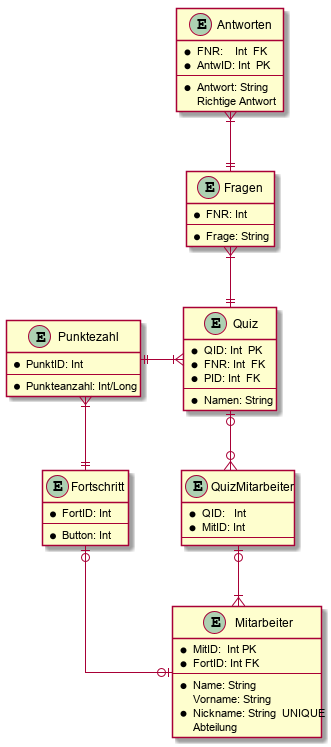 E Antworten
FNR: Int FK
AntwID: Int PK
Antwort: String
Richtige Antwort
E Fragen
FNR: Int
Frage: String
E Quiz
QID: Int PK
FNR: Int FK
PID: Int FK
Namen: String
E Punktezahl
PunktID: Int
Punkteanzahl: Int/Long
E Fortschritt
FortID: Int
Button: Int
E QuizMitarbeiter
QID: Int
MitID: Int
E Mitarbeiter
MitID: Int PK
FortID: Int FK
Name: String
Vorname: String
Nickname: String UNIQUE
Abteilung